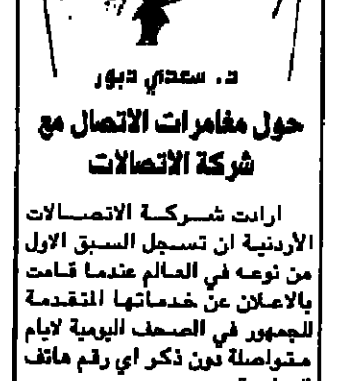 د. سعدي دبور
حول مغامرات الاتصال مع
شركة الاتصالات
ارادت شركة الاتصالات
الأردنية ان تسجل السبق الاول
من نوعه في العالم عندما قامت
بالاعلان عن خدماتها المتقدمة
للجمهور في الصحف اليومية لايام
متواصلة دون ذكر اي رقم هاتف